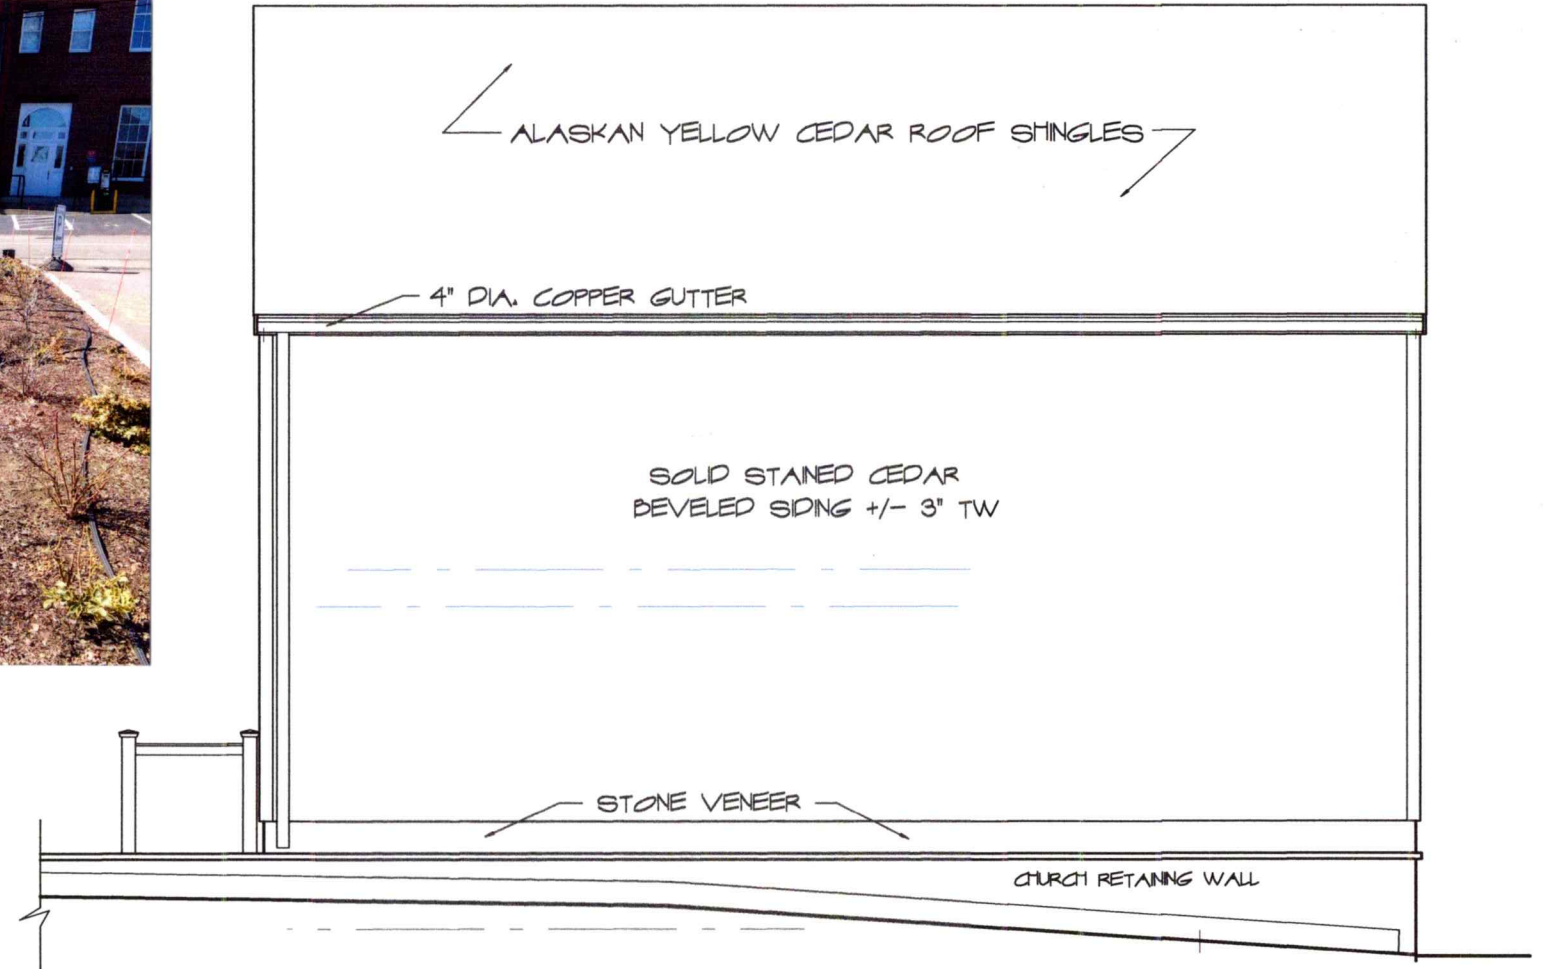 ALASKAN YELLOW CEDAR ROOF SHINGLES
4" DIA. COPPER GUTTER
SOLID STAINED CEDAR
BEVELED SIDING +/- 3" TW
STONE VENEER
CHURCH RETAINING WALL